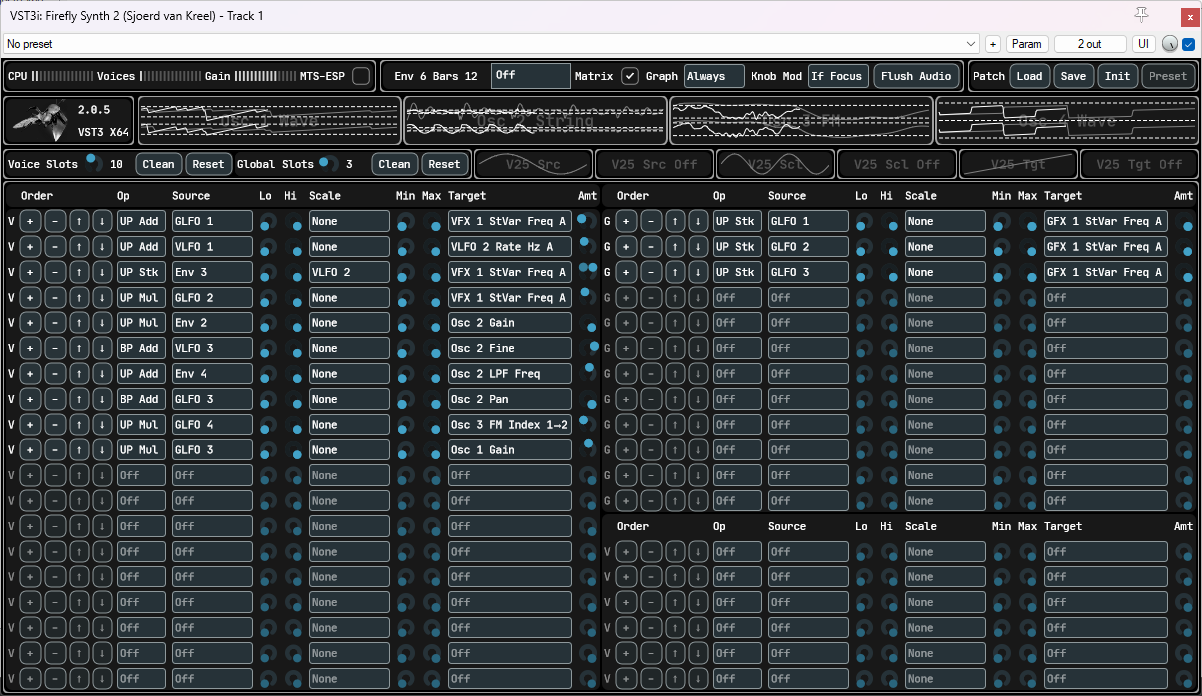 VST3i: Firefly Synth 2 (Sjoerd van Kreel) - Track 1 x
No preset + Param 2 out UI
CPU Voices Gain MTS-ESP Env 6 Bars 12 Off Matrix Graph Always Knob Mod If Focus Flush Audio Patch Load Save Init Preset
2.0.5
VST3 X64
Osc 1 Wave Osc 2 String 3 FM Osc 4 Wave
Voice Slots 10 Clean Reset Global Slots 3 Clean Reset V25 Src V25 Src Off V25 Scl V25 Scl Off V25 Tgt V25 Tgt Off
Order Op Source Lo Hi Scale Min Max Target Amt
V + - ↑ ↓ UP Add GLFO 1 None VFX 1 StVar Freq A
V + - ↑ ↓ UP Add VLFO 1 None VLFO 2 Rate Hz A
V + - ↑ ↓ UP Stk Env 3 VLFO 2 VFX 1 StVar Freq A
V + - ↑ ↓ UP Mul GLFO 2 None VFX 1 StVar Freq A
V + - ↑ ↓ UP Mul Env 2 None Osc 2 Gain
V + - ↑ ↓ BP Add VLFO 3 None Osc 2 Fine
V + - ↑ ↓ UP Add Env 4 None Osc 2 LPF Freq
V + - ↑ ↓ BP Add GLFO 3 None Osc 2 Pan
V + - ↑ ↓ UP Mul GLFO 4 None Osc 3 FM Index 1→2
V + - ↑ ↓ UP Mul GLFO 3 None Osc 1 Gain
V + - ↑ ↓ Off Off None Off
V + - ↑ ↓ Off Off None Off
V + - ↑ ↓ Off Off None Off
V + - ↑ ↓ Off Off None Off
V + - ↑ ↓ Off Off None Off
V + - ↑ ↓ Off Off None Off
V + - ↑ ↓ Off Off None Off
V + - ↑ ↓ Off Off None Off
V + - ↑ ↓ Off Off None Off
Order Op Source Lo Hi Scale Min Max Target Amt
G + - ↑ ↓ UP Stk GLFO 1 None GFX 1 StVar Freq A
G + - ↑ ↓ UP Stk GLFO 2 None GFX 1 StVar Freq A
G + - ↑ ↓ UP Stk GLFO 3 None GFX 1 StVar Freq A
G + - ↑ ↓ Off Off None Off
G + - ↑ ↓ Off Off None Off
G + - ↑ ↓ Off Off None Off
G + - ↑ ↓ Off Off None Off
G + - ↑ ↓ Off Off None Off
G + - ↑ ↓ Off Off None Off
G + - ↑ ↓ Off Off None Off
G + - ↑ ↓ Off Off None Off
G + - ↑ ↓ Off Off None Off
Order Op Source Lo Hi Scale Min Max Target Amt
V + - ↑ ↓ Off Off None Off
V + - ↑ ↓ Off Off None Off
V + - ↑ ↓ Off Off None Off
V + - ↑ ↓ Off Off None Off
V + - ↑ ↓ Off Off None Off
V + - ↑ ↓ Off Off None Off